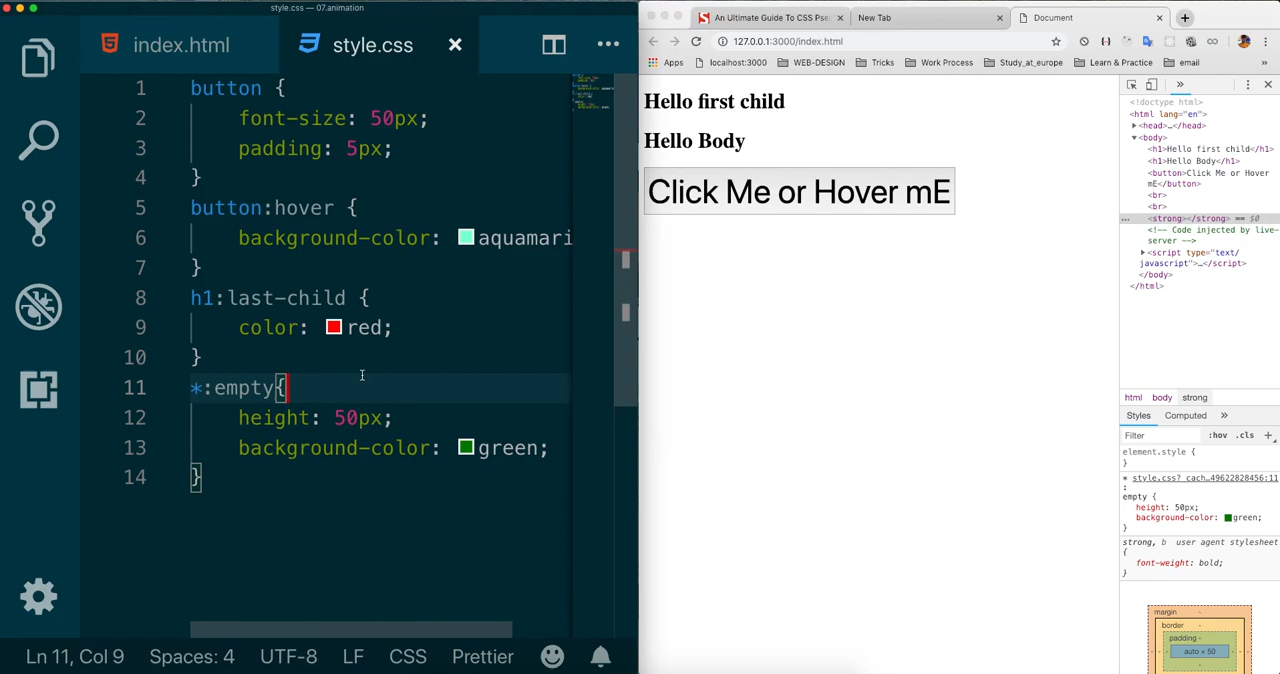 style.css — 07.animation
index.html
style.css
1 button {
2 font-size: 50px;
3 padding: 5px;
4 }
5 button:hover {
6 background-color: aquamari
7 }
8 h1:last-child {
9 color: red;
10 }
11 *:empty{
12 height: 50px;
13 background-color: green;
14 }
Ln 11, Col 9 Spaces: 4 UTF-8 LF CSS Prettier
An Ultimate Guide To CSS Pseu
New Tab
Document
127.0.0.1:3000/index.html
Apps localhost:3000 WEB-DESIGN Tricks Work Process Study_at_europe Learn & Practice email »
Hello first child
Hello Body
Click Me or Hover mE
»
<!doctype html>
<html lang="en">
<head>…</head>
<body>
<h1>Hello first child</h1>
<h1>Hello Body</h1>
<button>Click Me or Hover
mE</button>
<br>
<br>
… <strong></strong> == $0
<!-- Code injected by live-
server -->
<script type="text/
javascript">…</script>
</body>
</html>
html body strong
Styles Computed »
Filter :hov .cls +
element.style {
}
* style.css?_cach…49622828456:11
:
empty {
height: 50px;
background-color: green;
}
strong, b user agent stylesheet
{
font-weight: bold;
}
margin -
border -
padding -
auto × 50